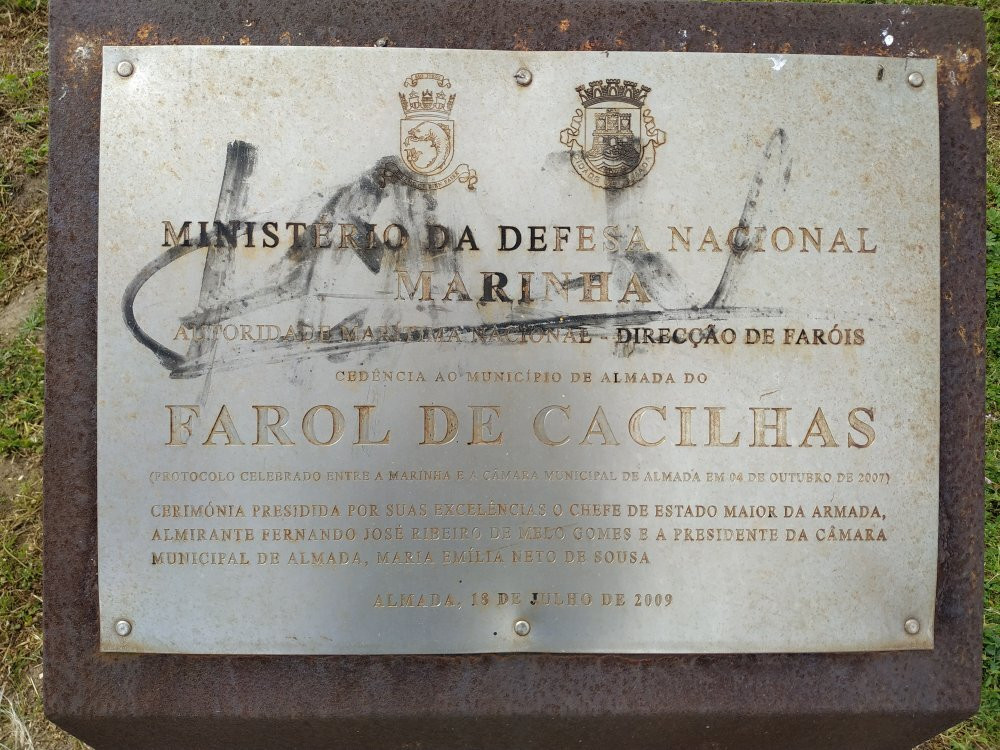 MINISTÉRIO DA DEFESA NACIONAL
MARINHA
AUTORIDADE MARÍTIMA NACIONAL - DIRECÇÃO DE FARÓIS
CEDÊNCIA AO MUNICÍPIO DE ALMADA DO
FAROL DE CACILHAS
(PROTOCOLO CELEBRADO ENTRE A MARINHA E A CÂMARA MUNICIPAL DE ALMADA EM 04 DE OUTUBRO DE 2007)
CERIMÓNIA PRESIDIDA POR SUAS EXCELÊNCIAS O CHEFE DE ESTADO MAIOR DA ARMADA,
ALMIRANTE FERNANDO JOSÉ RIBEIRO DE MELO GOMES E A PRESIDENTE DA CÂMARA
MUNICIPAL DE ALMADA, MARIA EMÍLIA NETO DE SOUSA
ALMADA, 18 DE JULHO DE 2009